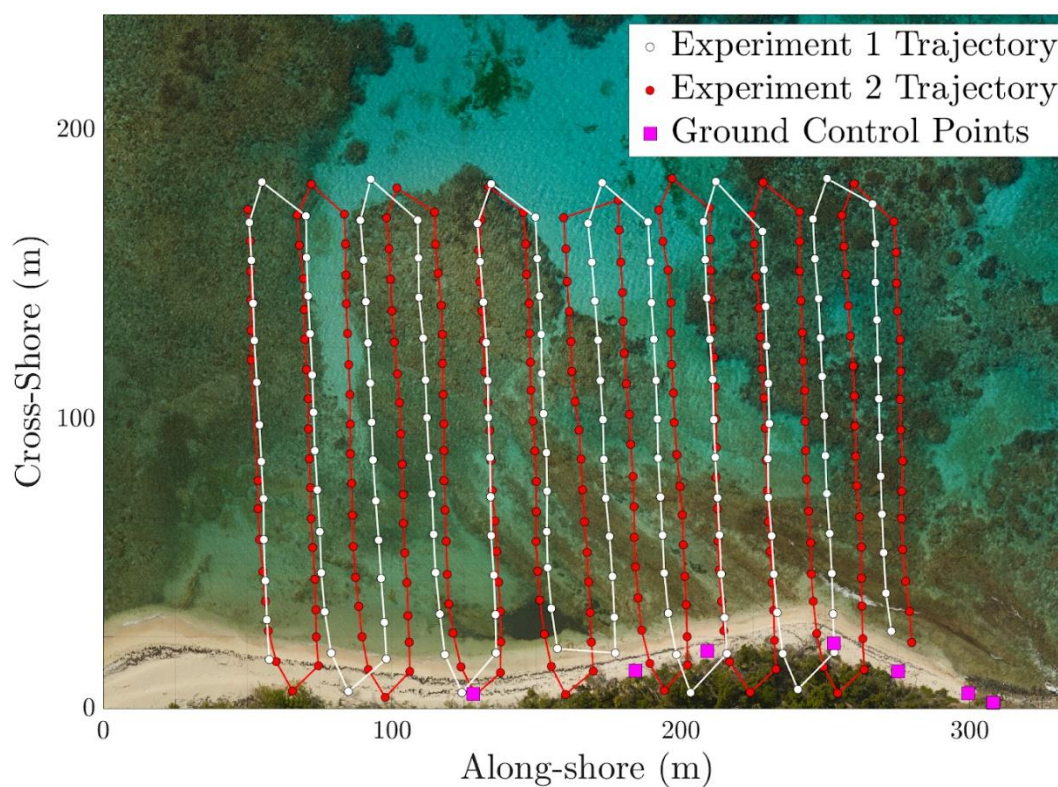 Experiment 1 Trajectory
Experiment 2 Trajectory
Ground Control Points
200
100
0
Cross-Shore (m)
0
100
200
300
Along-shore (m)